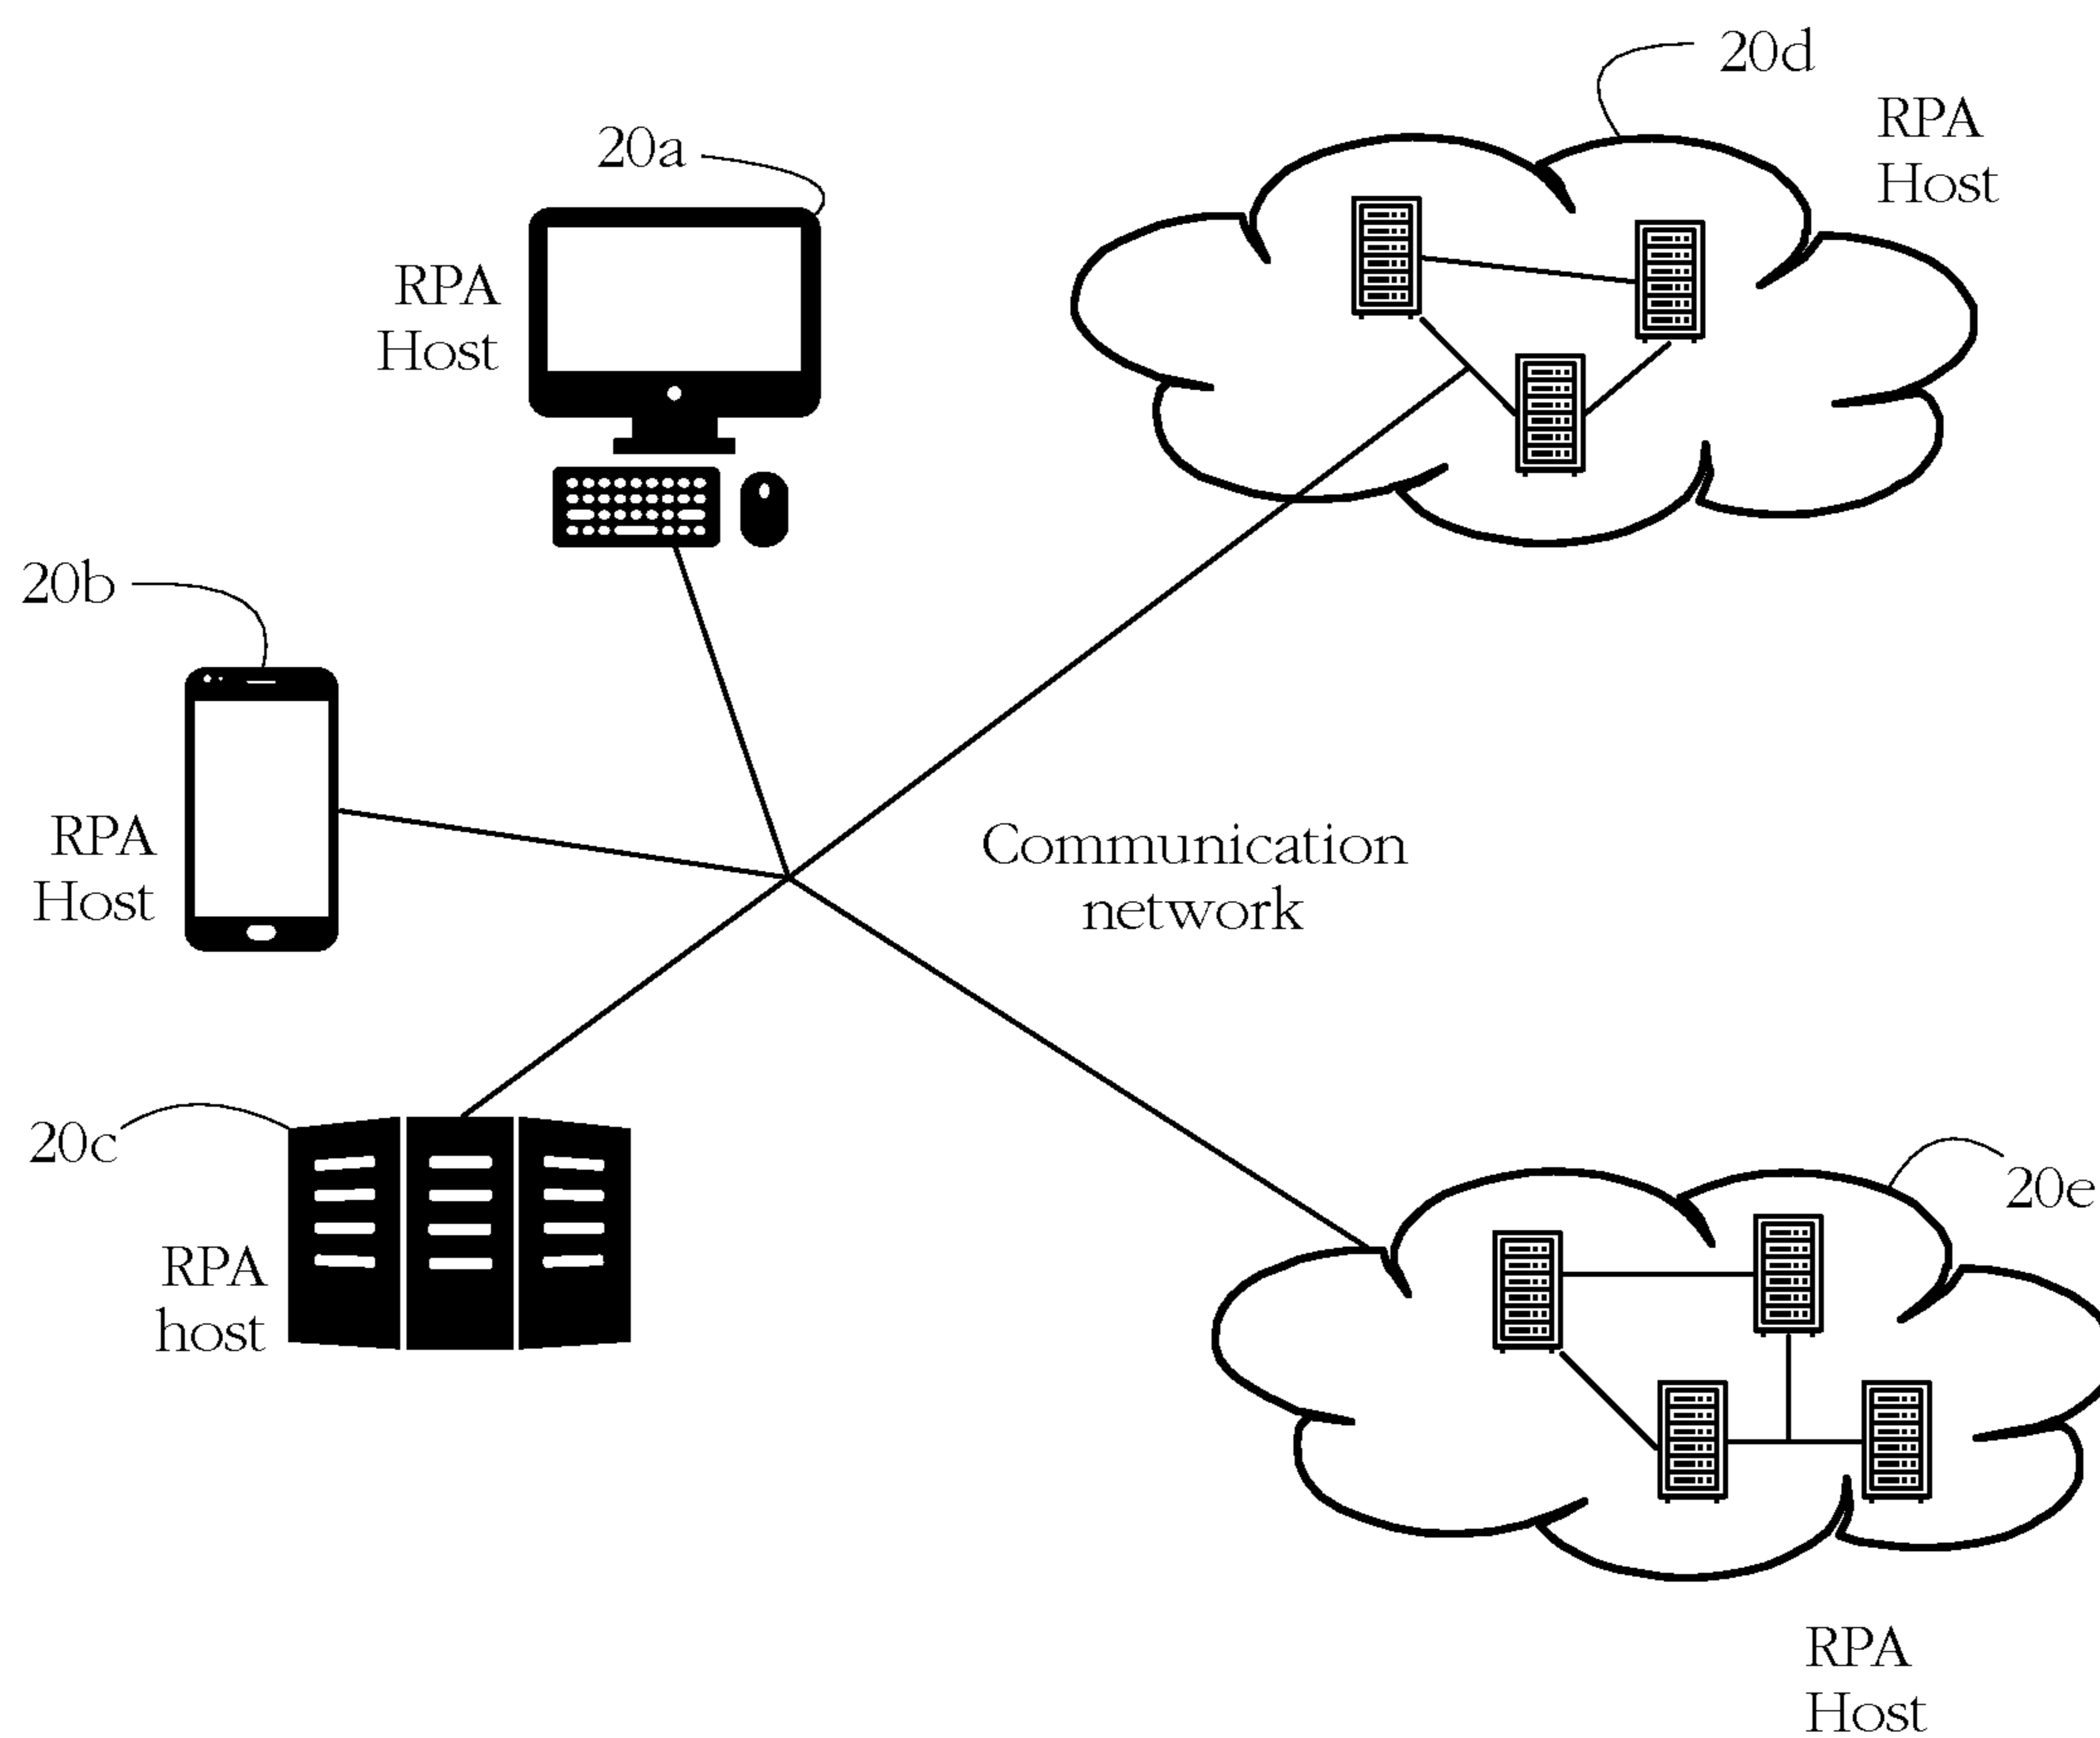 20d
RPA
Host
20a
RPA
Host
20b
RPA
Host
Communication
network
20c
RPA
host
20e
RPA
Host